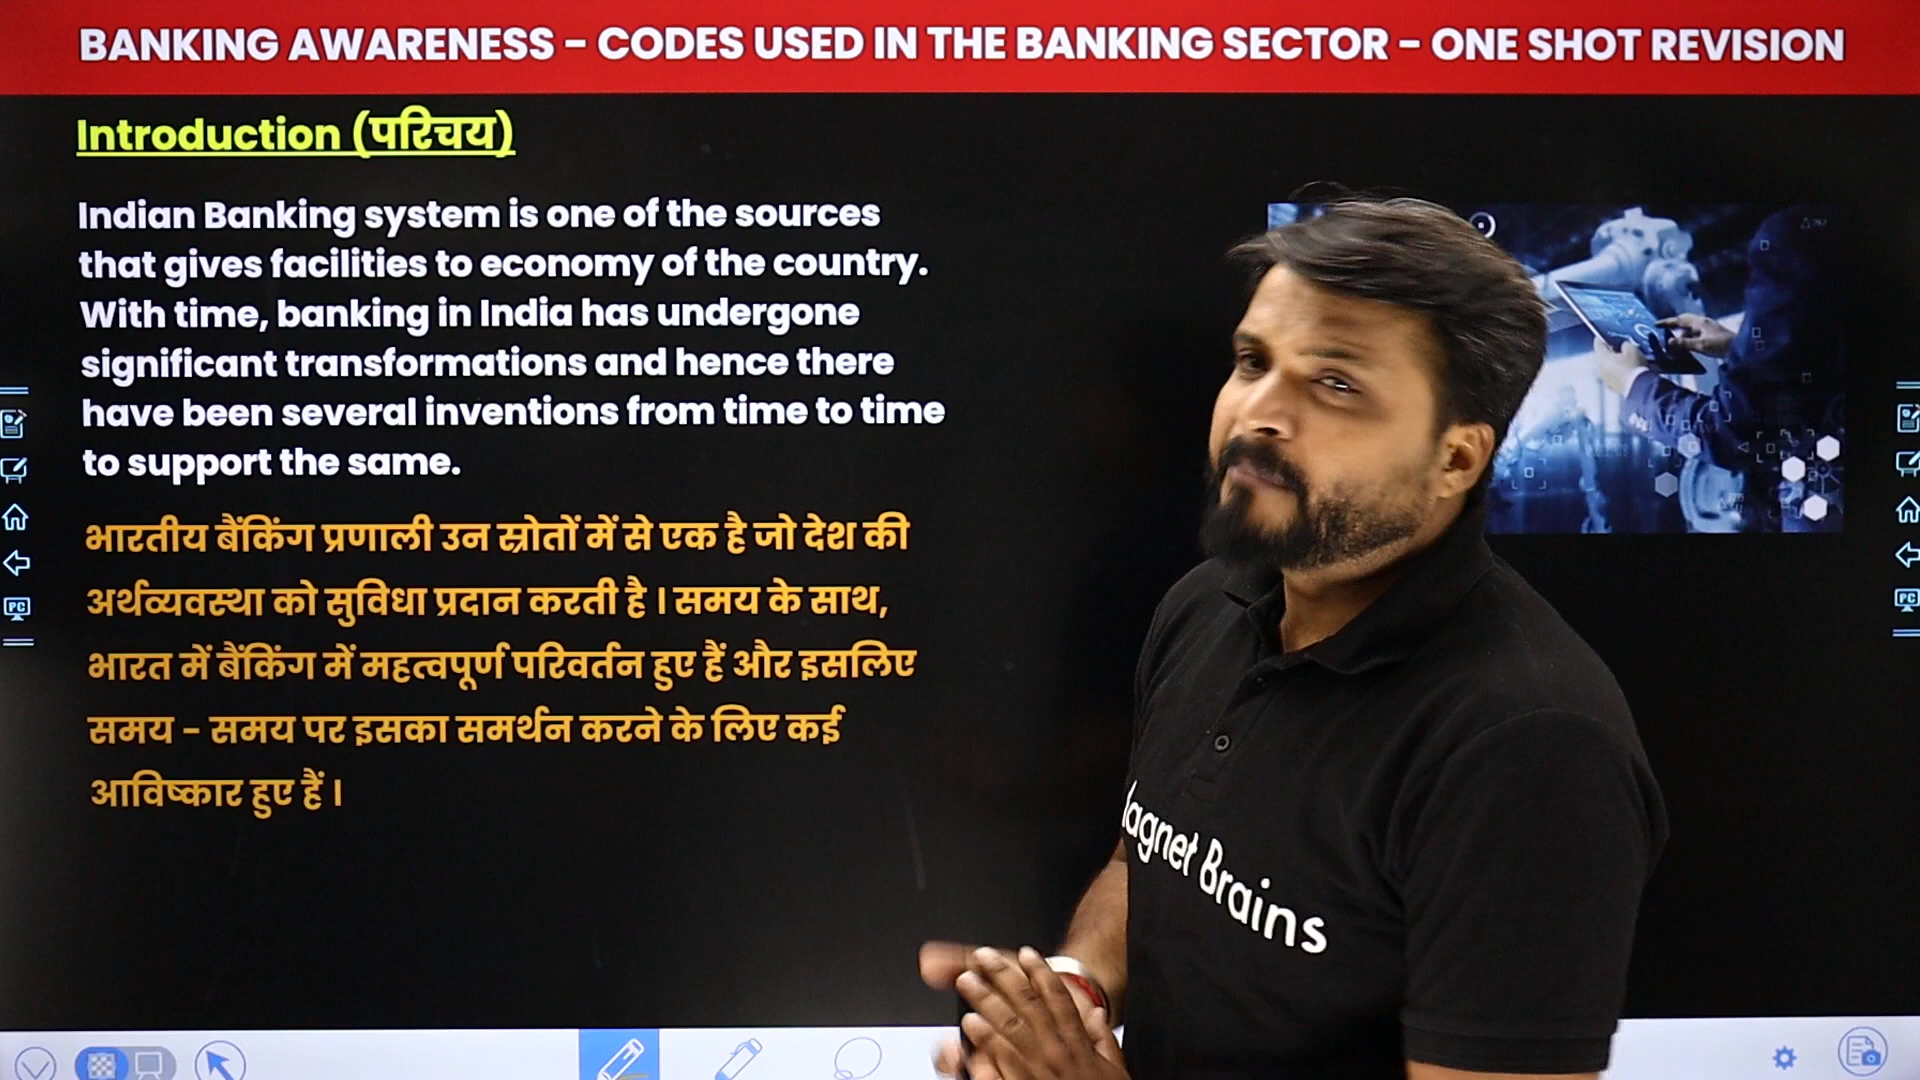 BANKING AWARENESS - CODES USED IN THE BANKING SECTOR - ONE SHOT REVISION
Introduction (परिचय)
Indian Banking system is one of the sources
that gives facilities to economy of the country.
With time, banking in India has undergone
significant transformations and hence there
have been several inventions from time to time
to support the same.
भारतीय बैंकिंग प्रणाली उन स्रोतों में से एक है जो देश की
अर्थव्यवस्था को सुविधा प्रदान करती है । समय के साथ,
भारत में बैंकिंग में महत्वपूर्ण परिवर्तन हुए हैं और इसलिए
समय - समय पर इसका समर्थन करने के लिए कई
आविष्कार हुए हैं ।
agnet Brains
PC
PC